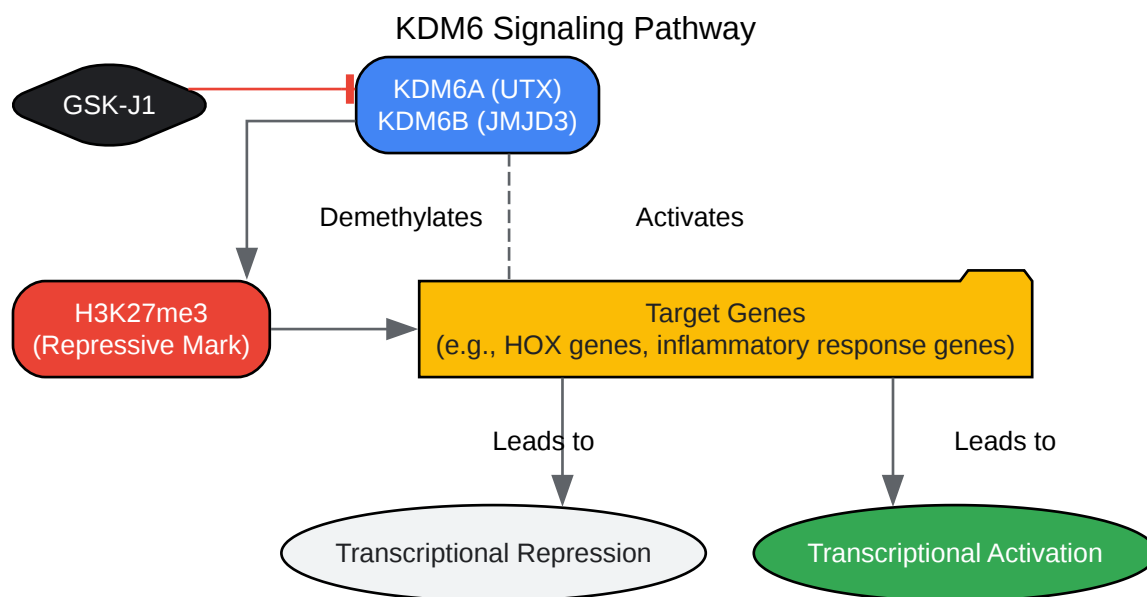 KDM6 Signaling Pathway
GSK-J1
KDM6A (UTX)
KDM6B (JMJD3)
Demethylates
Activates
H3K27me3
(Repressive Mark)
Target Genes
(e.g., HOX genes, inflammatory response genes)
Leads to
Leads to
Transcriptional Repression
Transcriptional Activation